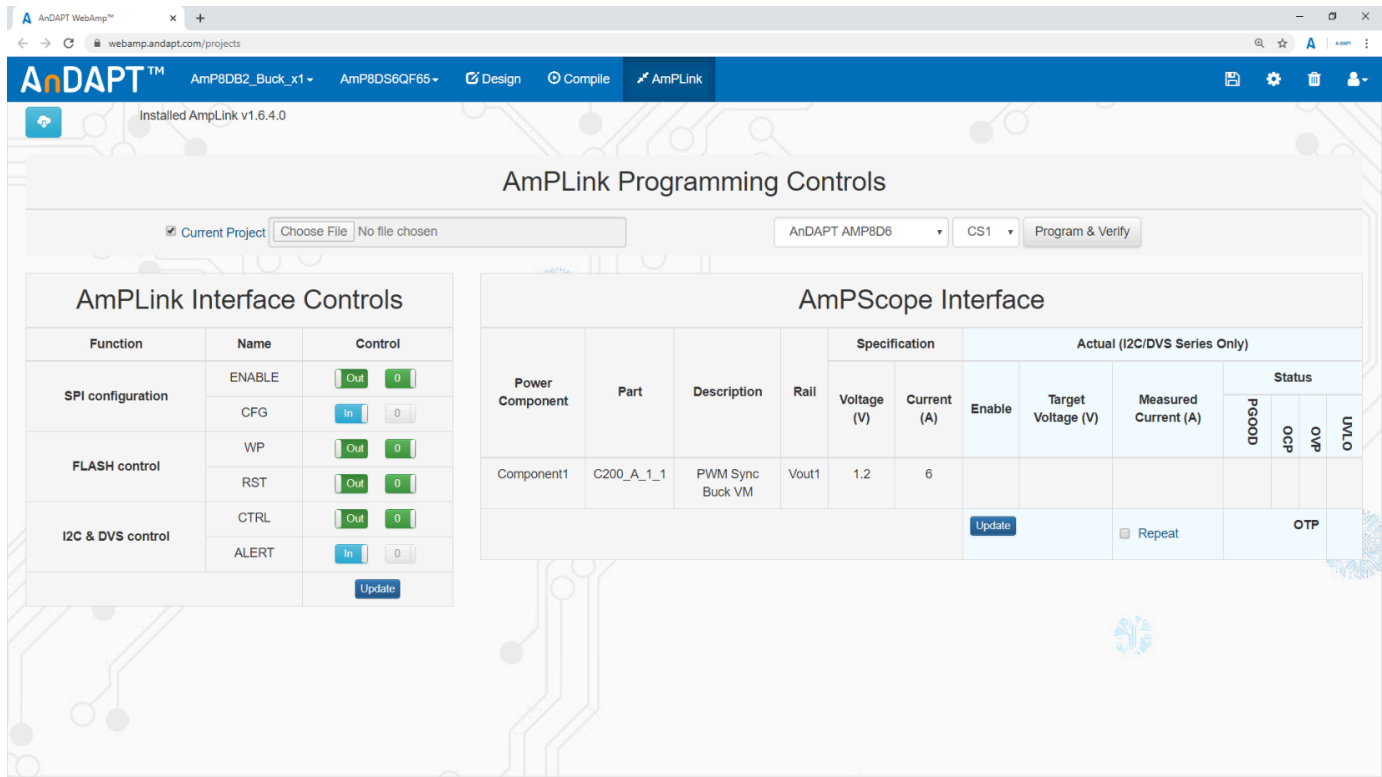 AnDAPT WebAmp™
webamp.andapt.com/projects
AnDAPT™ AmP8DB2_Buck_x1 AmP8DS6QF65 Design Compile AmPLink
Installed AmpLink v1.6.4.0
AmPLink Programming Controls
Current Project Choose File No file chosen AnDAPT AMP8D6 CS1 Program & Verify
AmPLink Interface Controls
Function Name Control
SPI configuration
ENABLE Out 0
CFG In 0
FLASH control
WP Out 0
RST Out 0
I2C & DVS control
CTRL Out 0
ALERT In 0
Update
AmPScope Interface
Power Component
Part
Description
Rail
Specification
Voltage (V)
Current (A)
Actual (I2C/DVS Series Only)
Enable
Target Voltage (V)
Measured Current (A)
Status
PGOOD
OCP
OVP
UVLO
Component1 C200_A_1_1 PWM Sync Buck VM Vout1 1.2 6
Update Repeat OTP